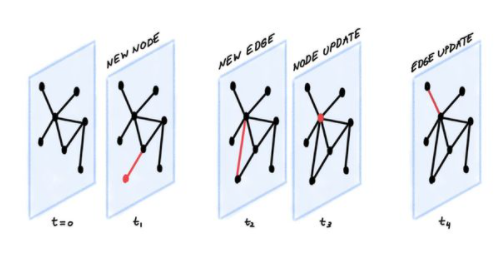 NEW NODE
NEW EDGE
NODE UPDATE
EDGE UPDATE
t=0
t₁
t₂
t₃
t₄